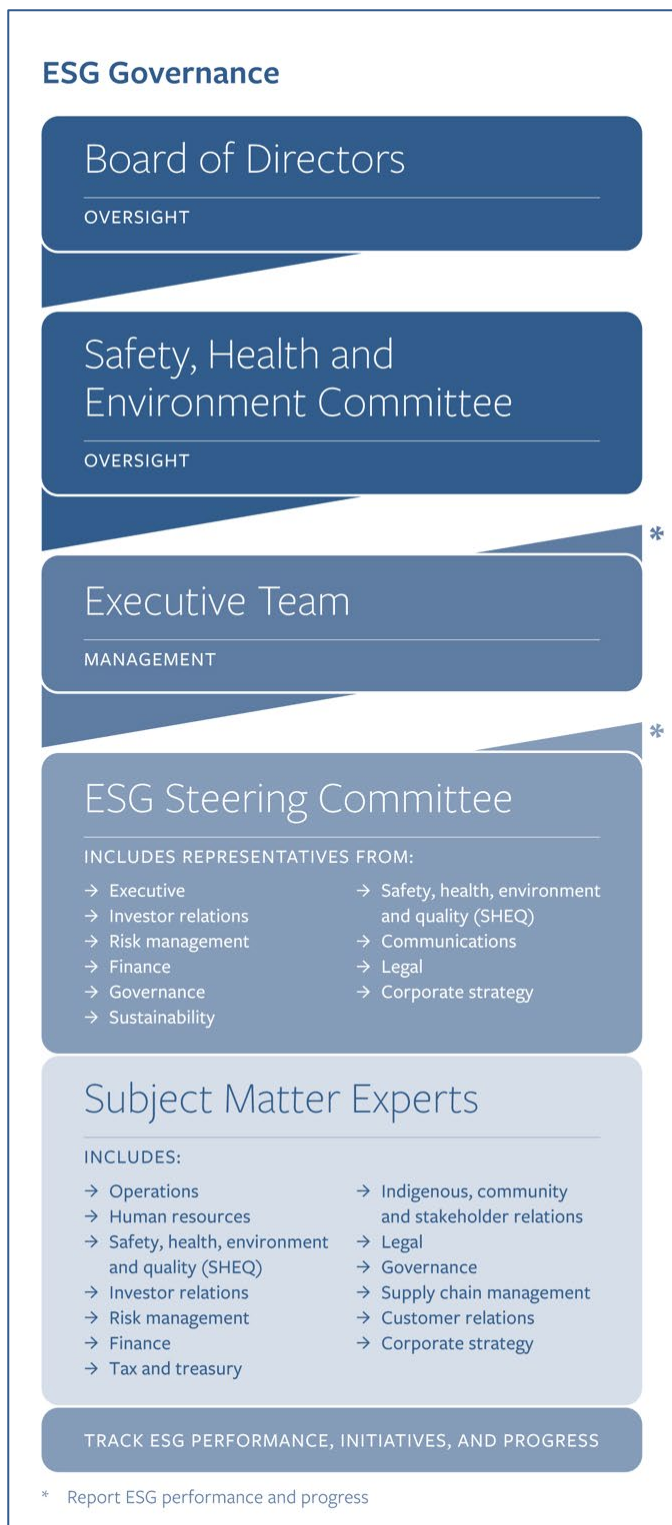 ESG Governance
Board of Directors
OVERSIGHT
Safety, Health and
Environment Committee
OVERSIGHT
*
Executive Team
MANAGEMENT
*
ESG Steering Committee
INCLUDES REPRESENTATIVES FROM:
→ Executive
→ Investor relations
→ Risk management
→ Finance
→ Governance
→ Sustainability
→ Safety, health, environment
and quality (SHEQ)
→ Communications
→ Legal
→ Corporate strategy
Subject Matter Experts
INCLUDES:
→ Operations
→ Human resources
→ Safety, health, environment
and quality (SHEQ)
→ Investor relations
→ Risk management
→ Finance
→ Tax and treasury
→ Indigenous, community
and stakeholder relations
→ Legal
→ Governance
→ Supply chain management
→ Customer relations
→ Corporate strategy
TRACK ESG PERFORMANCE, INITIATIVES, AND PROGRESS
* Report ESG performance and progress